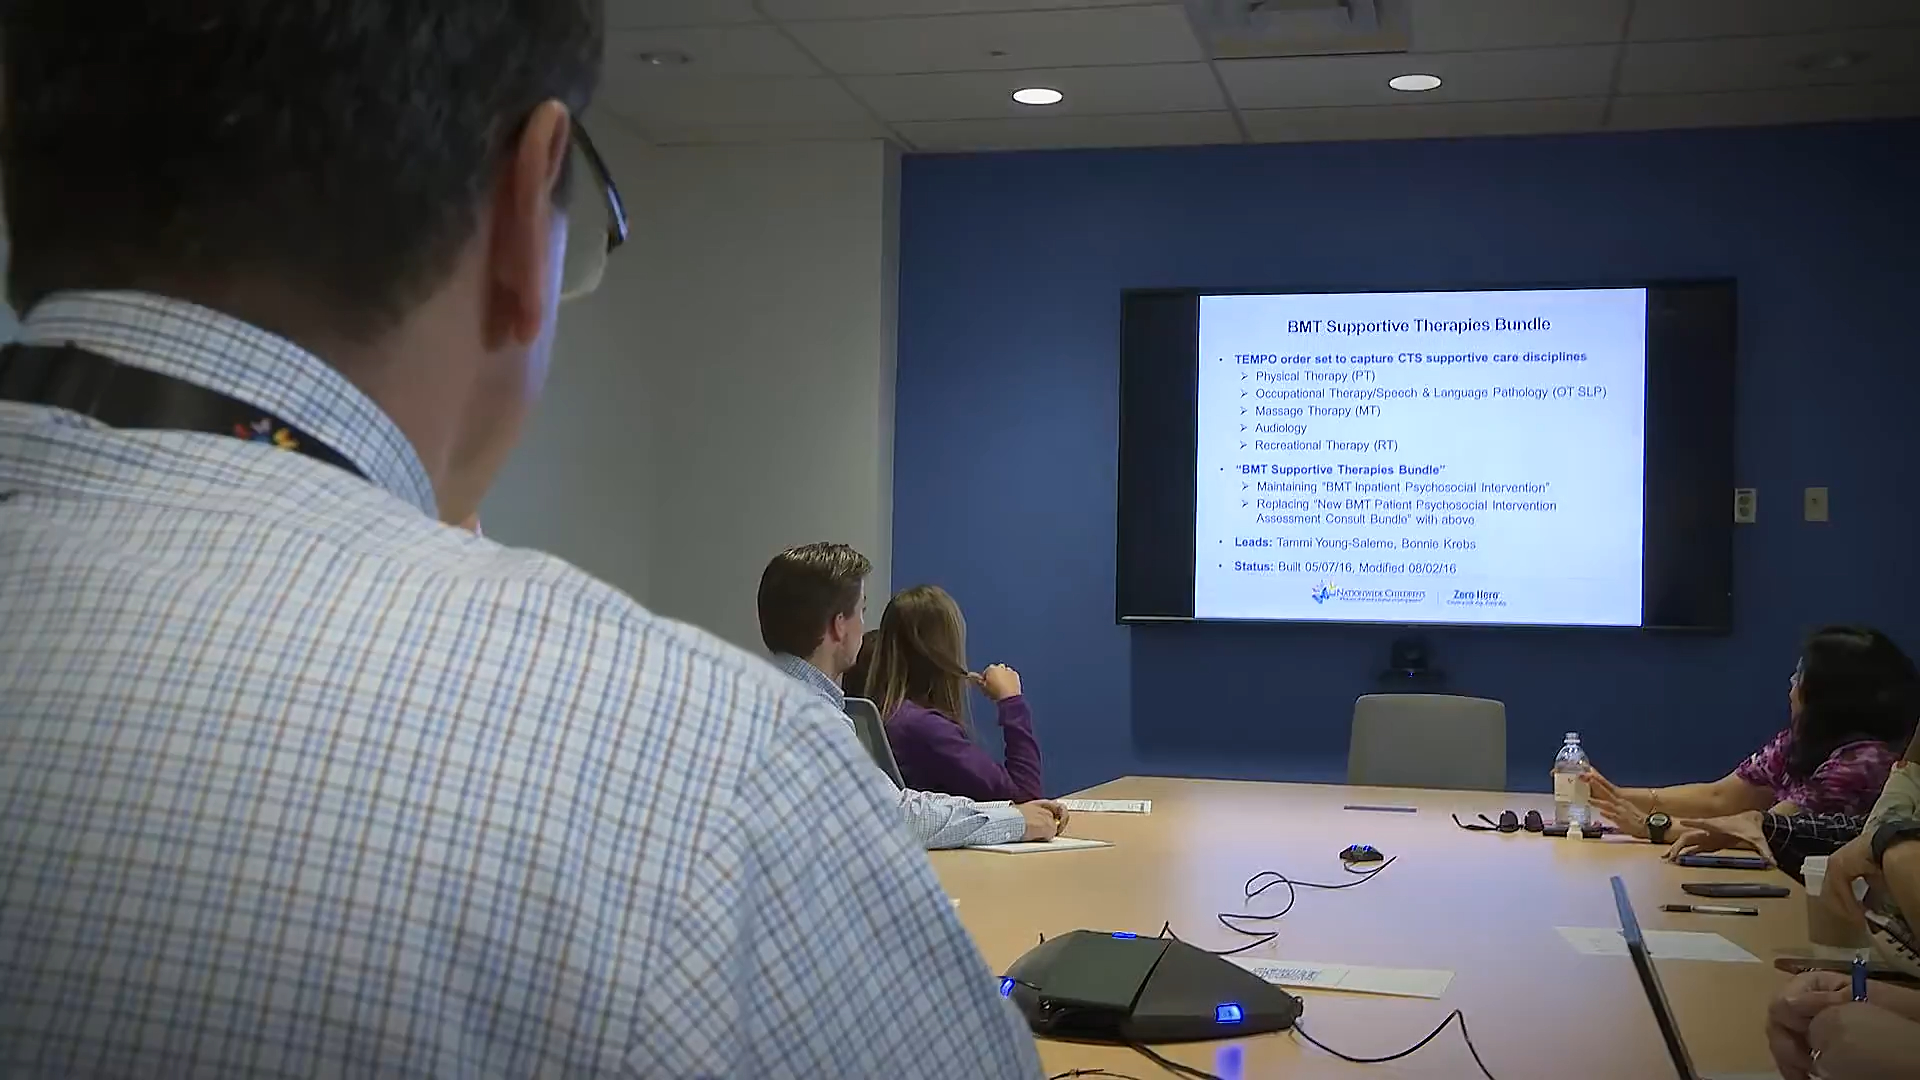 BMT Supportive Therapies Bundle
• TEMPO order set to capture CTS supportive care disciplines
➢ Physical Therapy (PT)
➢ Occupational Therapy/Speech & Language Pathology (OT SLP)
➢ Massage Therapy (MT)
➢ Audiology
➢ Recreational Therapy (RT)
• "BMT Supportive Therapies Bundle"
➢ Maintaining "BMT Inpatient Psychosocial Intervention"
➢ Replacing "New BMT Patient Psychosocial Intervention
Assessment Consult Bundle" with above
• Leads: Tammi Young-Saleme, Bonnie Krebs
• Status: Built 05/07/16, Modified 08/02/16
NATIONWIDE CHILDREN'S
Zero Hero